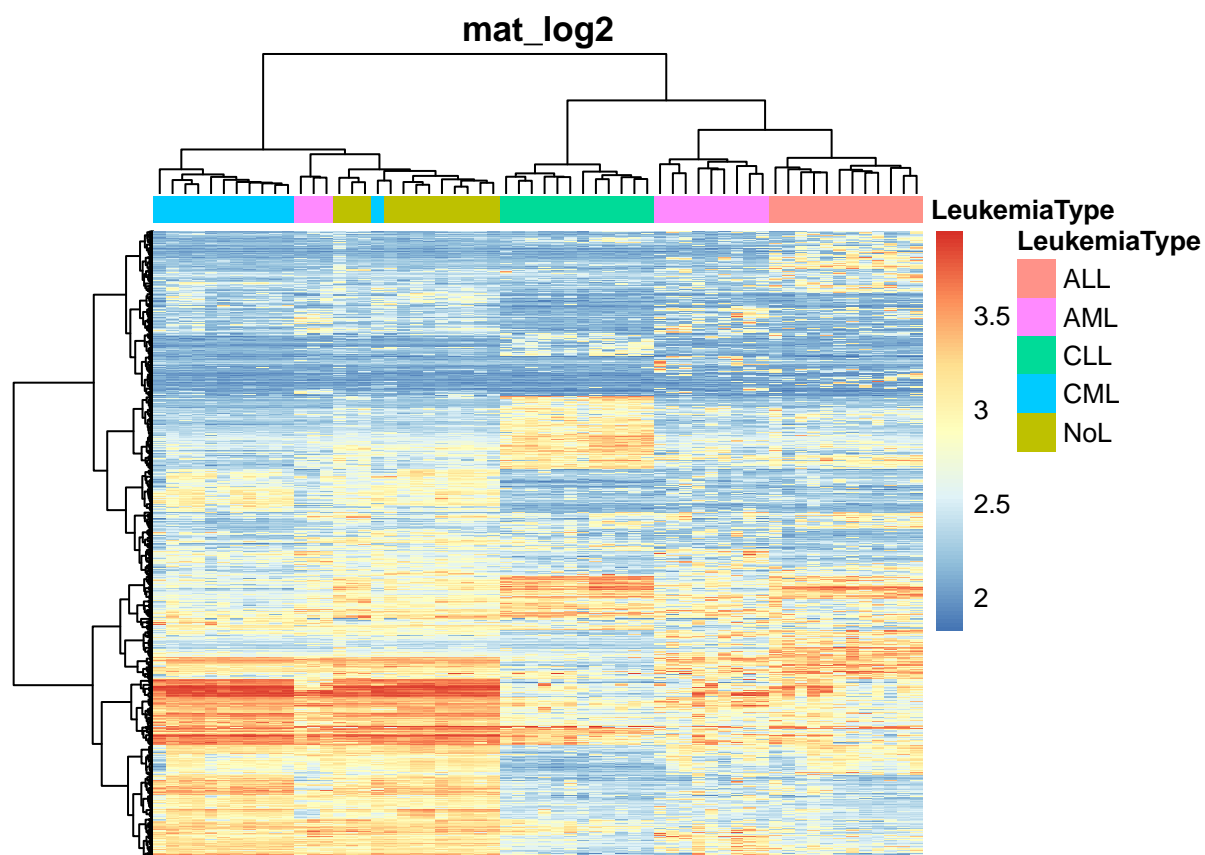 mat_log2
LeukemiaType
LeukemiaType
ALL
AML
CLL
CML
NoL
3.5
3
2.5
2